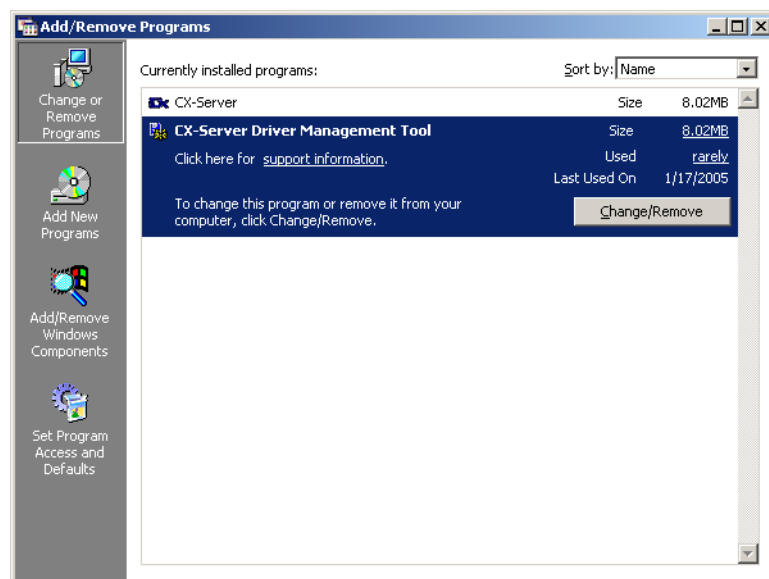 Add/Remove Programs
Change or
Remove
Programs
Add New
Programs
Add/Remove
Windows
Components
Set Program
Access and
Defaults
Currently installed programs:
Sort by: Name
CX-Server Size 8.02MB
CX-Server Driver Management Tool Size 8.02MB
Click here for support information. Used rarely
Last Used On 1/17/2005
To change this program or remove it from your
computer, click Change/Remove.
Change/Remove